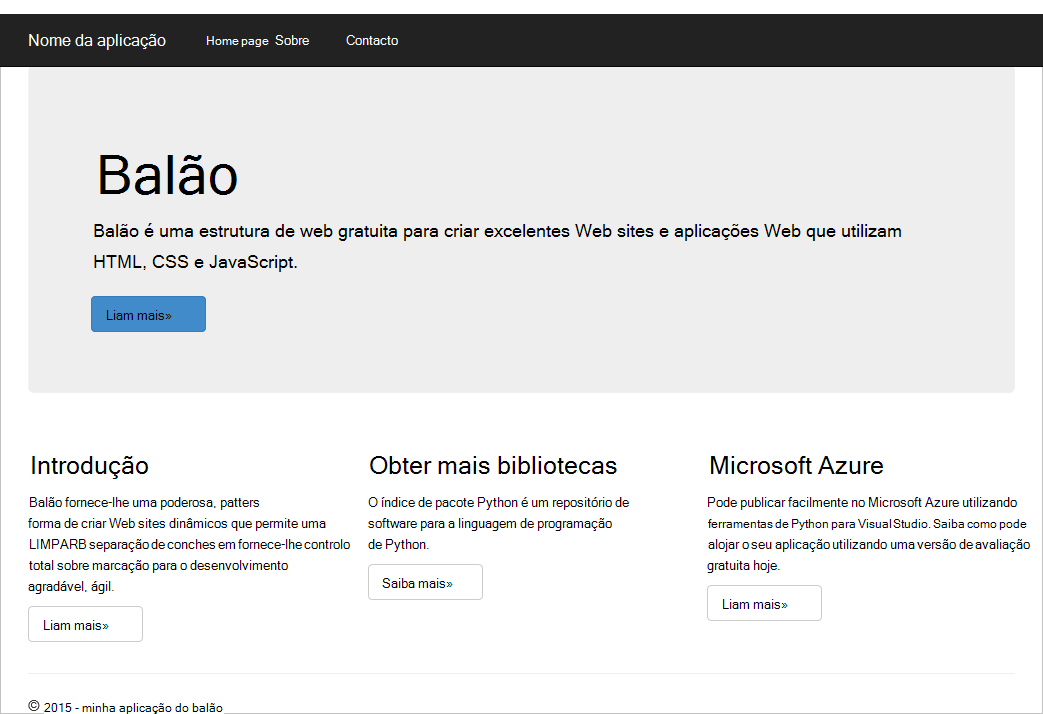 Nome da aplicação Home page Sobre Contacto
Balão
Balão é uma estrutura de web gratuita para criar excelentes Web sites e aplicações Web que utilizam
HTML, CSS e JavaScript.
Liam mais»
Introdução
Balão fornece-lhe uma poderosa, patters
forma de criar Web sites dinâmicos que permite uma
LIMPARB separação de conches em fornece-lhe controlo
total sobre marcação para o desenvolvimento
agradável, ágil.
Liam mais»
Obter mais bibliotecas
O índice de pacote Python é um repositório de
software para a linguagem de programação
de Python.
Saiba mais»
Microsoft Azure
Pode publicar facilmente no Microsoft Azure utilizando
ferramentas de Python para Visual Studio. Saiba como pode
alojar o seu aplicação utilizando uma versão de avaliação
gratuita hoje.
Liam mais»
© 2015 - minha aplicação do balão